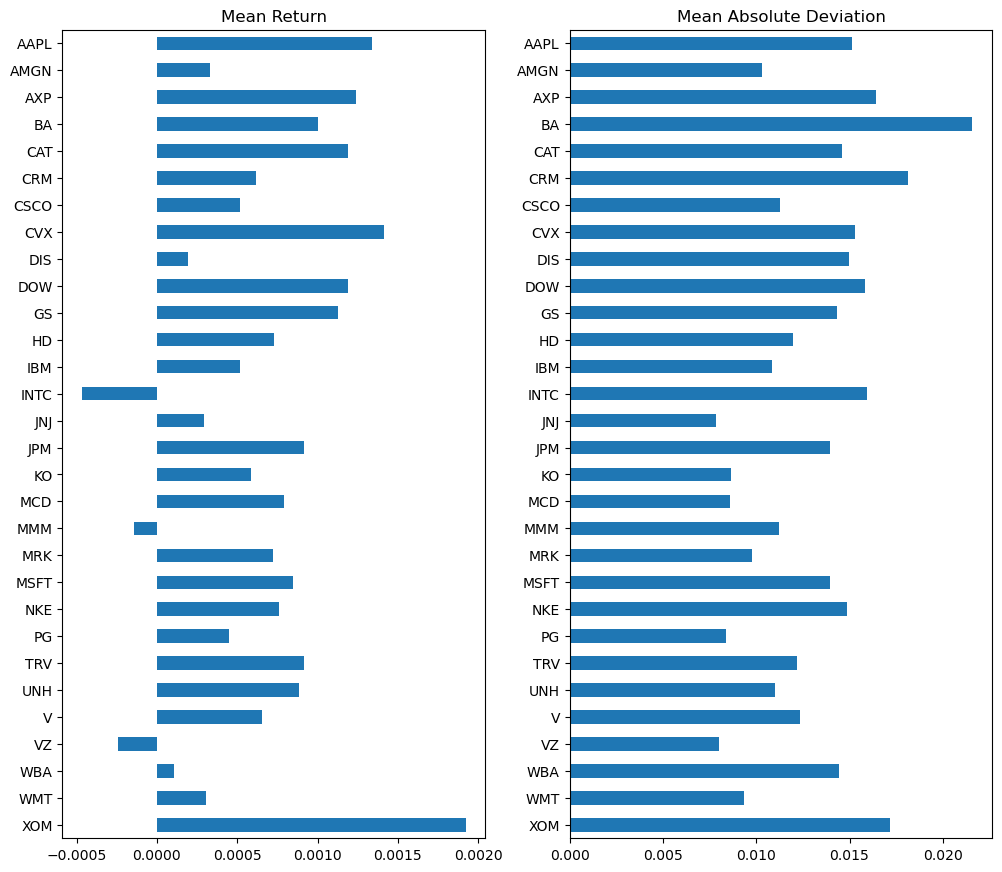 Mean Return
AAPL
AMGN
AXP
BA
CAT
CRM
CSCO
CVX
DIS
DOW
GS
HD
IBM
INTC
JNJ
JPM
KO
MCD
MMM
MRK
MSFT
NKE
PG
TRV
UNH
V
VZ
WBA
WMT
XOM
−0.0005 0.0000 0.0005 0.0010 0.0015 0.0020
Mean Absolute Deviation
AAPL
AMGN
AXP
BA
CAT
CRM
CSCO
CVX
DIS
DOW
GS
HD
IBM
INTC
JNJ
JPM
KO
MCD
MMM
MRK
MSFT
NKE
PG
TRV
UNH
V
VZ
WBA
WMT
XOM
0.000 0.005 0.010 0.015 0.020